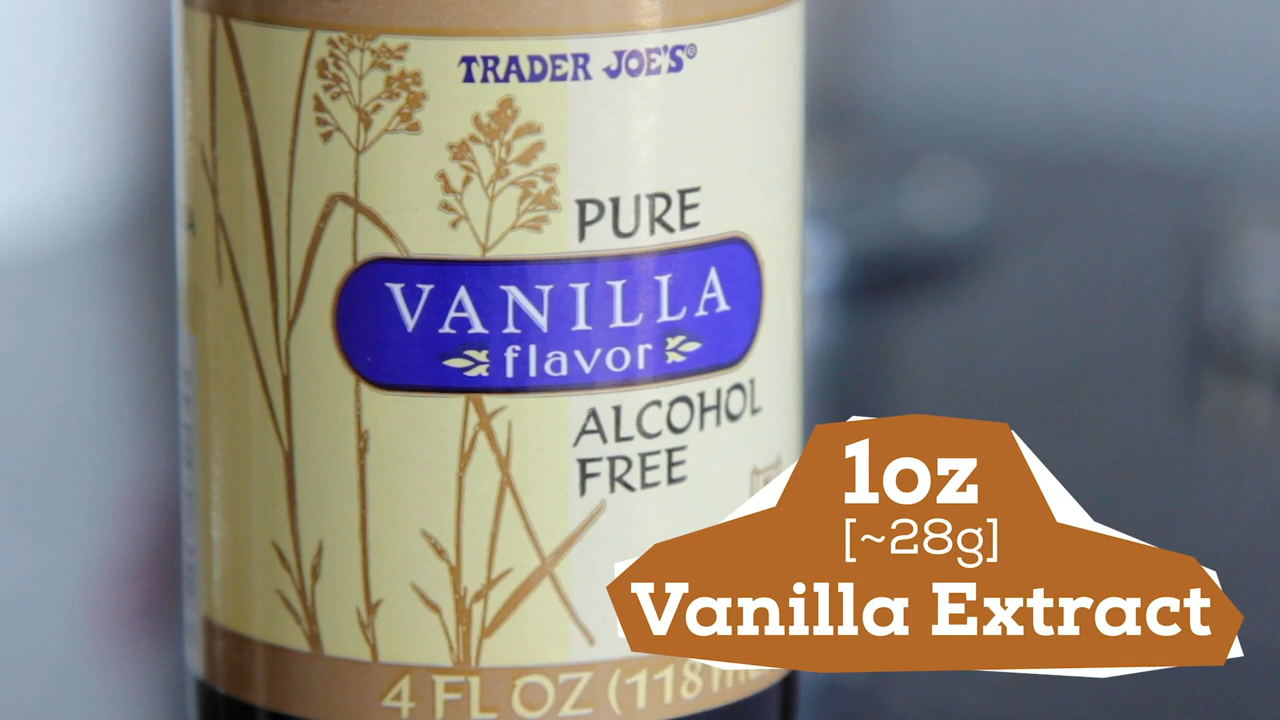 TRADER JOE'S®
PURE
VANILLA
flavor
ALCOHOL
FREE
4 FL OZ (118
1oz
[~28g]
Vanilla Extract